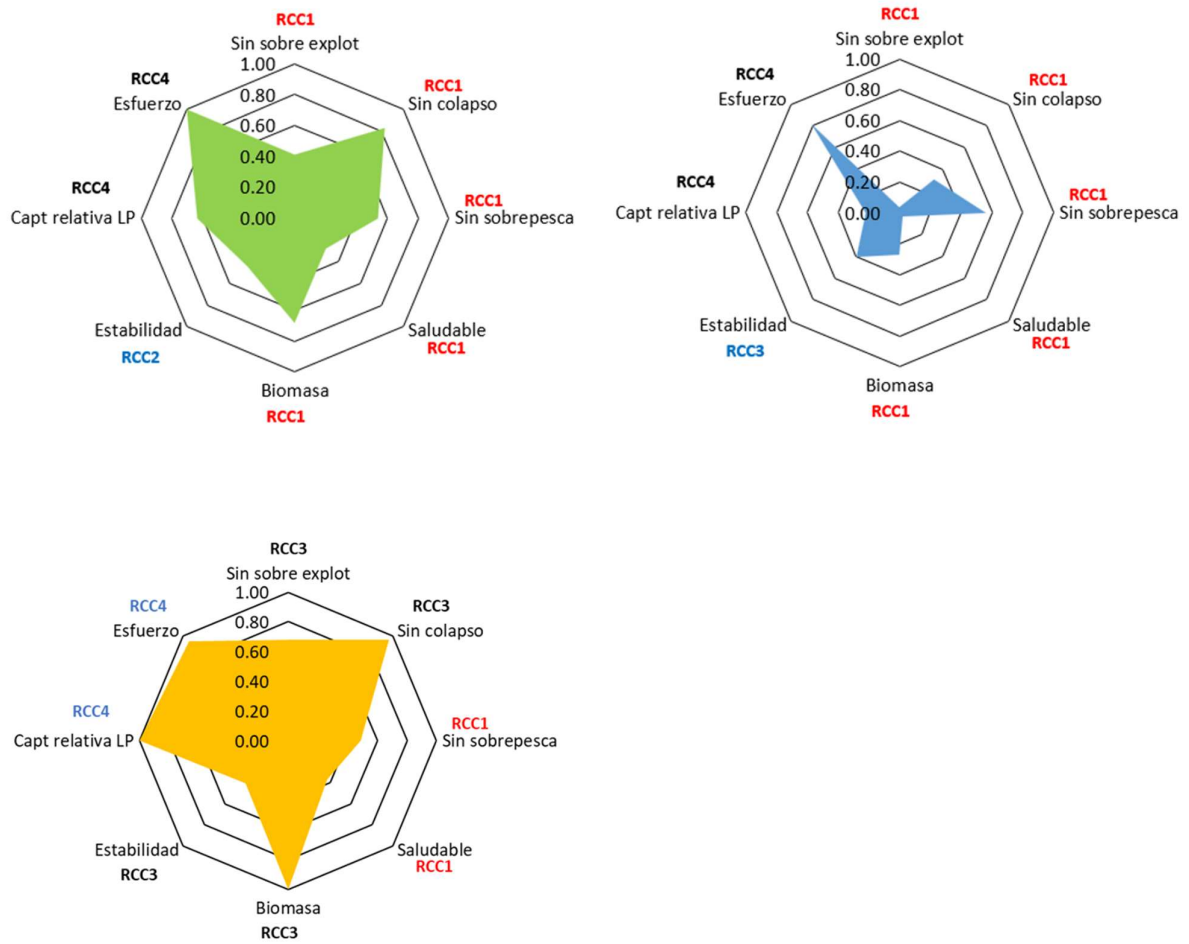 RCC1
Sin sobre explot
1.00
0.80
0.60
0.40
0.20
0.00
RCC1
Sin colapso
RCC1
Sin sobrepesca
Saludable
RCC1
Biomasa
RCC1
Estabilidad
RCC2
RCC4
Capt relativa LP
RCC4
Esfuerzo
RCC1
Sin sobre explot
1.00
0.80
0.60
0.40
0.20
0.00
RCC1
Sin colapso
RCC1
Sin sobrepesca
Saludable
RCC1
Biomasa
RCC1
Estabilidad
RCC3
RCC4
Capt relativa LP
RCC4
Esfuerzo
RCC3
Sin sobre explot
1.00
0.80
0.60
0.40
0.20
0.00
RCC3
Sin colapso
RCC1
Sin sobrepesca
Saludable
RCC1
Biomasa
RCC3
Estabilidad
RCC3
RCC4
Capt relativa LP
RCC4
Esfuerzo